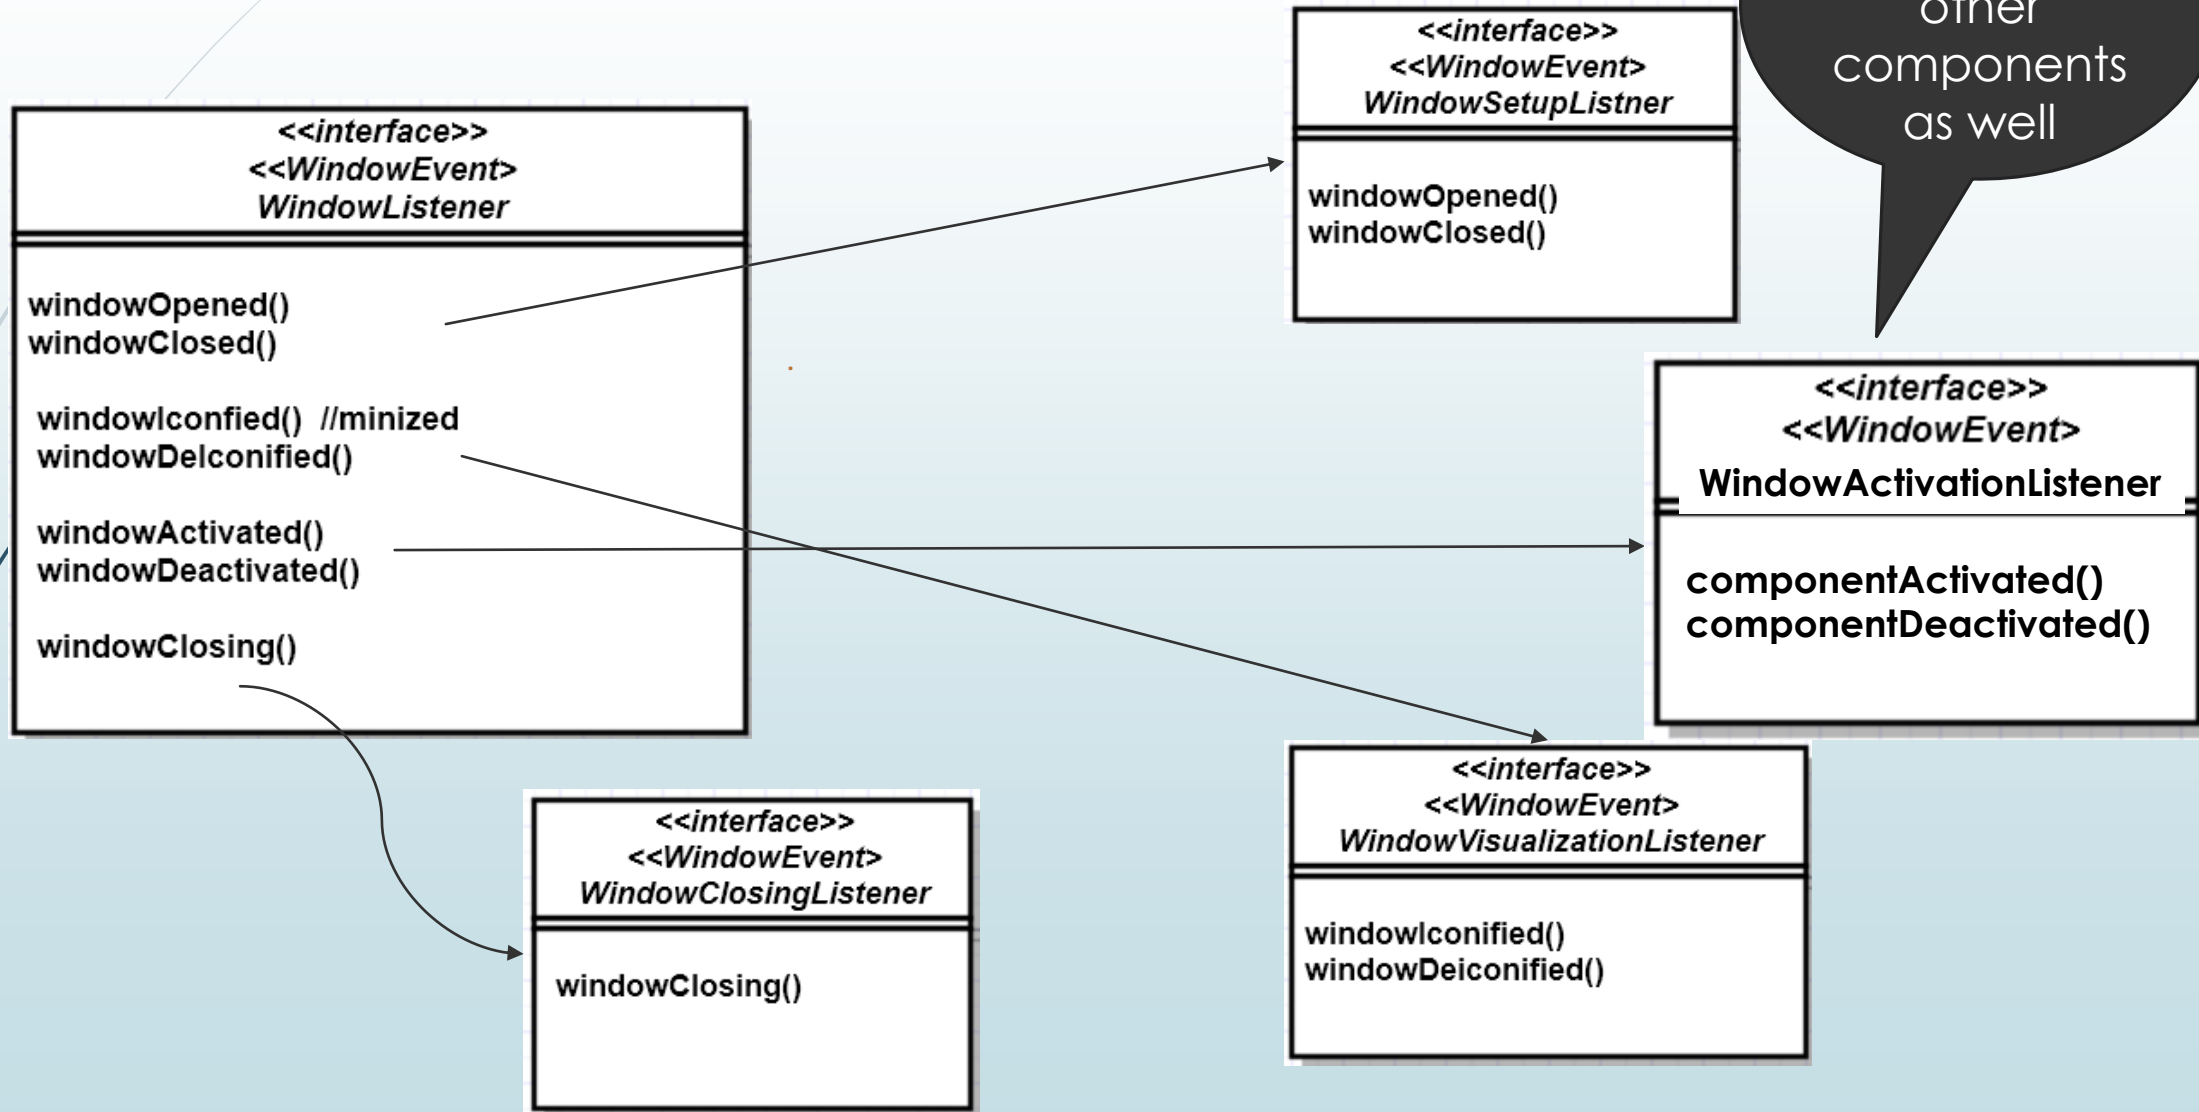 <<interface>>
<<WindowEvent>
WindowListener
windowOpened()
windowClosed()
windowIconfied() //minized
windowDeIconified()
windowActivated()
windowDeactivated()
windowClosing()
<<interface>>
<<WindowEvent>
WindowSetupListner
windowOpened()
windowClosed()
other
components
as well
<<interface>>
<<WindowEvent>
WindowActivationListener
componentActivated()
componentDeactivated()
<<interface>>
<<WindowEvent>
WindowClosingListener
windowClosing()
<<interface>>
<<WindowEvent>
WindowVisualizationListener
windowIconified()
windowDeiconified()